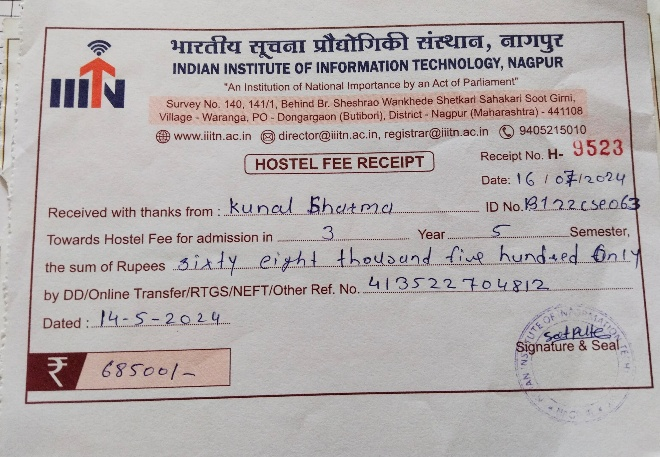 IIITN
भारतीय सूचना प्रौद्योगिकी संस्थान, नागपुर
INDIAN INSTITUTE OF INFORMATION TECHNOLOGY, NAGPUR
"An Institution of National Importance by an Act of Parliament"
Survey No. 140, 141/1, Behind Br. Sheshrao Wankhede Shetkari Sahakari Soot Girni,
Village - Waranga, PO - Dongargaon (Butibori), District - Nagpur (Maharashtra) - 441108
www.iiitn.ac.in director@iiitn.ac.in, registrar@iiitn.ac.in 9405215010
HOSTEL FEE RECEIPT
Receipt No. H- 9523
Date: 16/07/2024
Received with thanks from : Kunal Sharma ID No. BT22CSE063
Towards Hostel Fee for admission in 3 Year 5 Semester,
the sum of Rupees sixty eight thousand five hundred Only
by DD/Online Transfer/RTGS/NEFT/Other Ref. No. 413522704812
Dated : 14-5-2024
Signature & Seal
₹ 68500/-